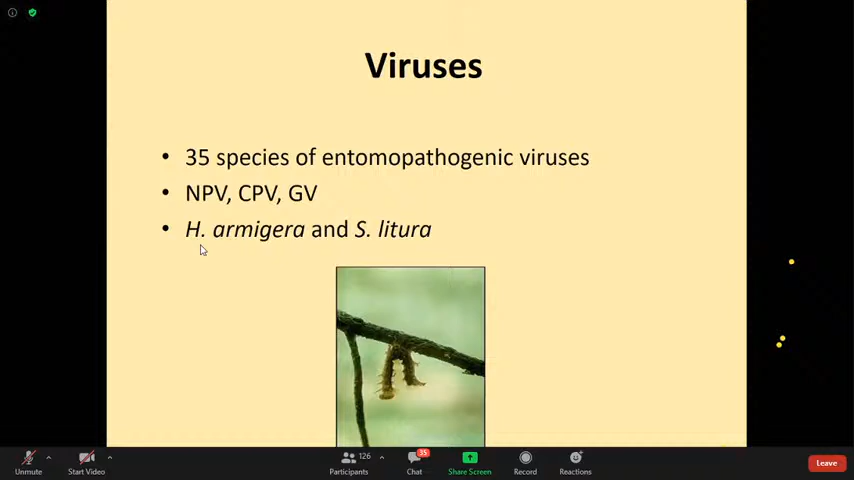 Viruses
• 35 species of entomopathogenic viruses
• NPV, CPV, GV
• H. armigera and S. litura
126
35
Unmute
Start Video
Participants
Chat
Share Screen
Record
Reactions
Leave